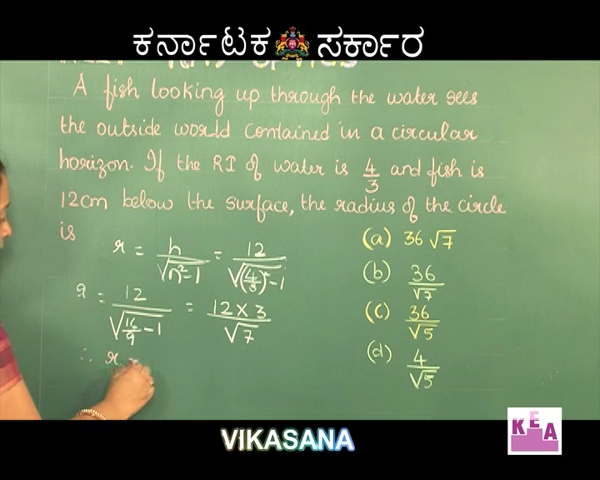 ಕರ್ನಾಟಕ ಸರ್ಕಾರ
A fish looking up through the water sees
the outside world contained in a circular
horizon. If the RI of water is 4/3 and fish is
12cm below the surface, the radius of the circle
is
r = h/√(n²-1) = 12/√((4/3)²-1)
r = 12/√(16/9 - 1) = 12 × 3/√7
∴ r =
(a) 36√7
(b) 36/√7
(c) 36/√5
(d) 4/√5
VIKASANA
KEA